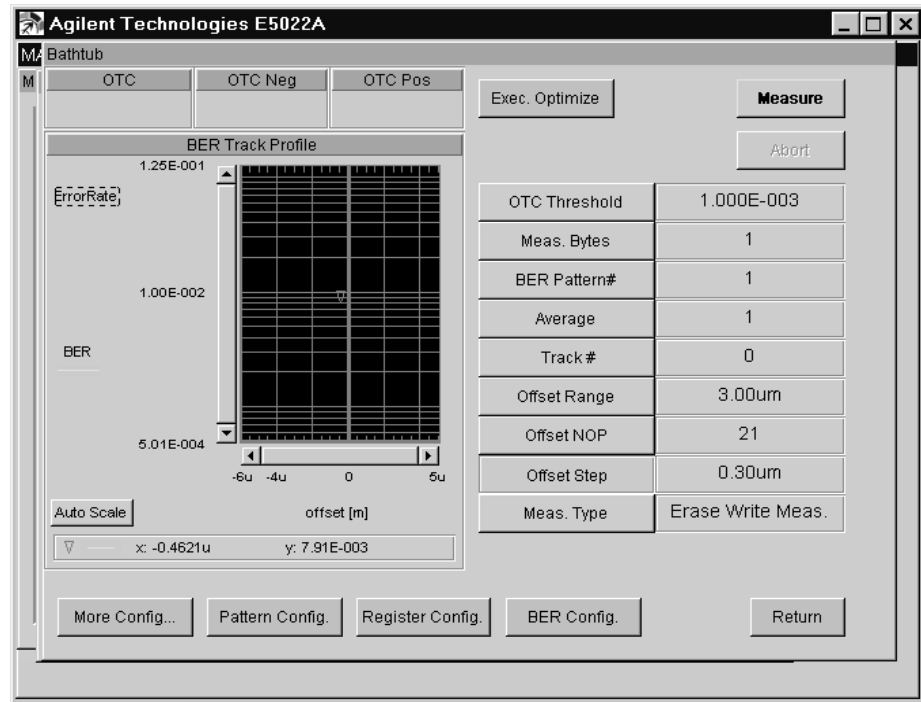 Agilent Technologies E5022A
MA
Bathtub
M
OTC OTC Neg OTC Pos
Exec. Optimize
Measure
Abort
BER Track Profile
1.25E-001
ErrorRate
1.00E-002
BER
5.01E-004
-6u -4u 0 5u
Auto Scale
offset [m]
x: -0.4621u y: 7.91E-003
OTC Threshold 1.000E-003
Meas. Bytes 1
BER Pattern# 1
Average 1
Track # 0
Offset Range 3.00um
Offset NOP 21
Offset Step 0.30um
Meas. Type Erase Write Meas.
More Config... Pattern Config. Register Config. BER Config. Return